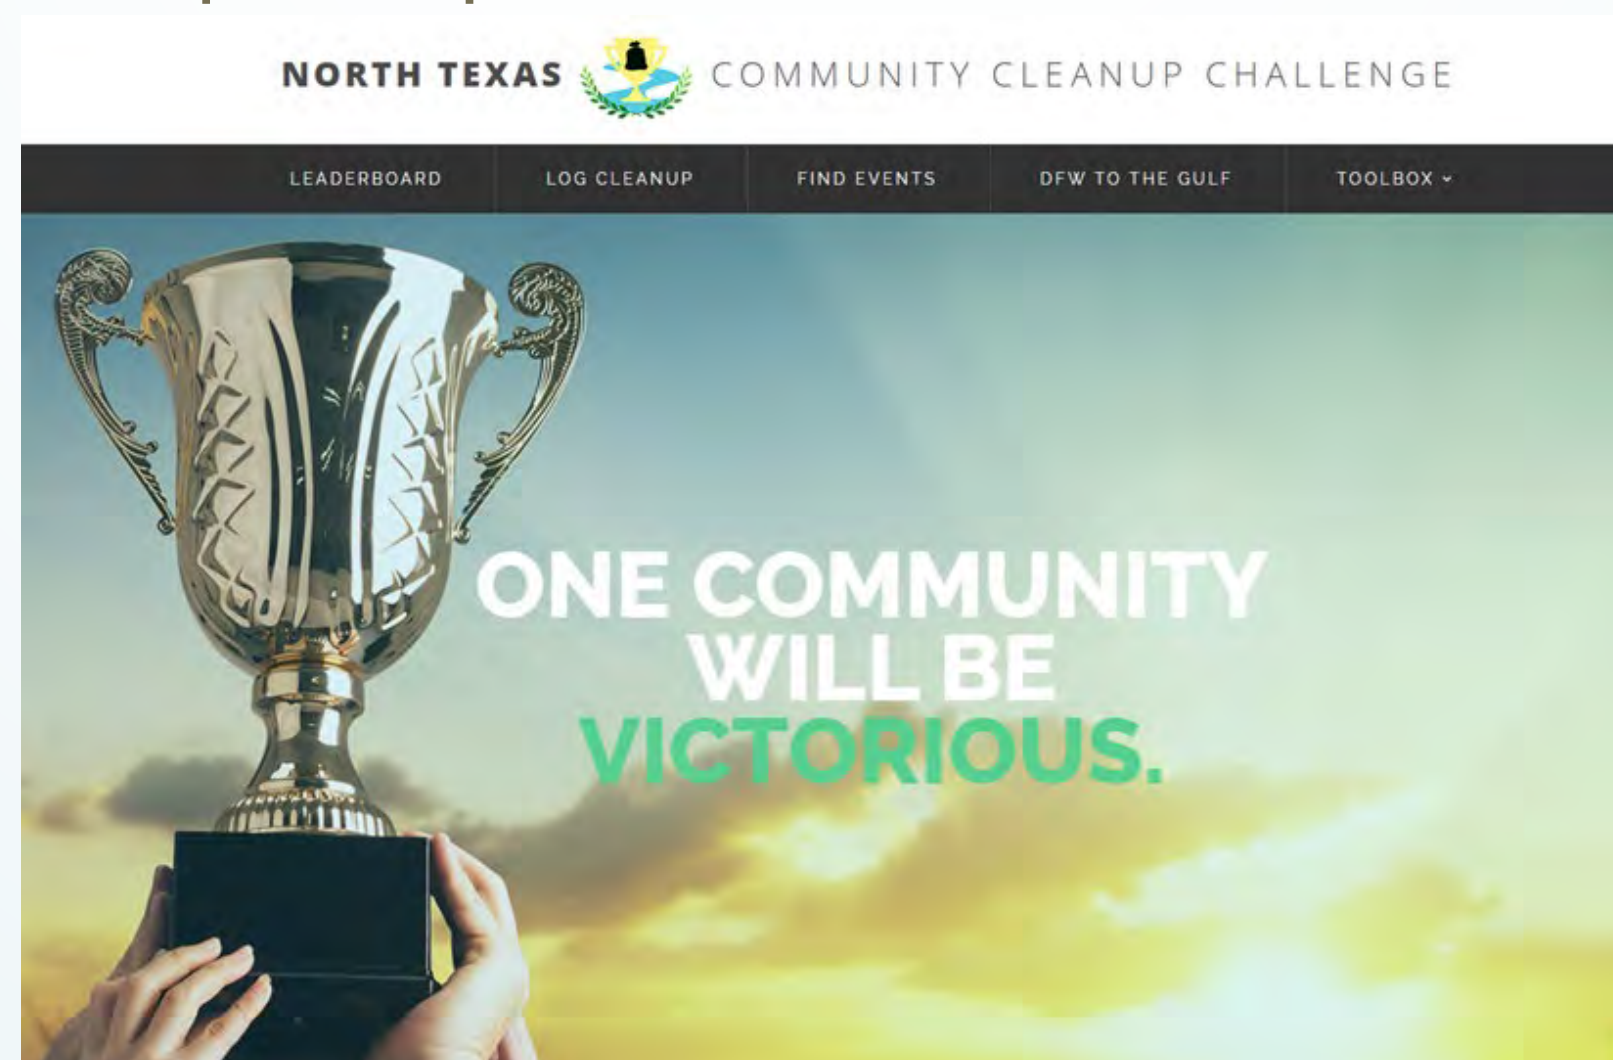 NORTH TEXAS COMMUNITY CLEANUP CHALLENGE
LEADERBOARD LOG CLEANUP FIND EVENTS DFW TO THE GULF TOOLBOX
ONE COMMUNITY
WILL BE
VICTORIOUS.